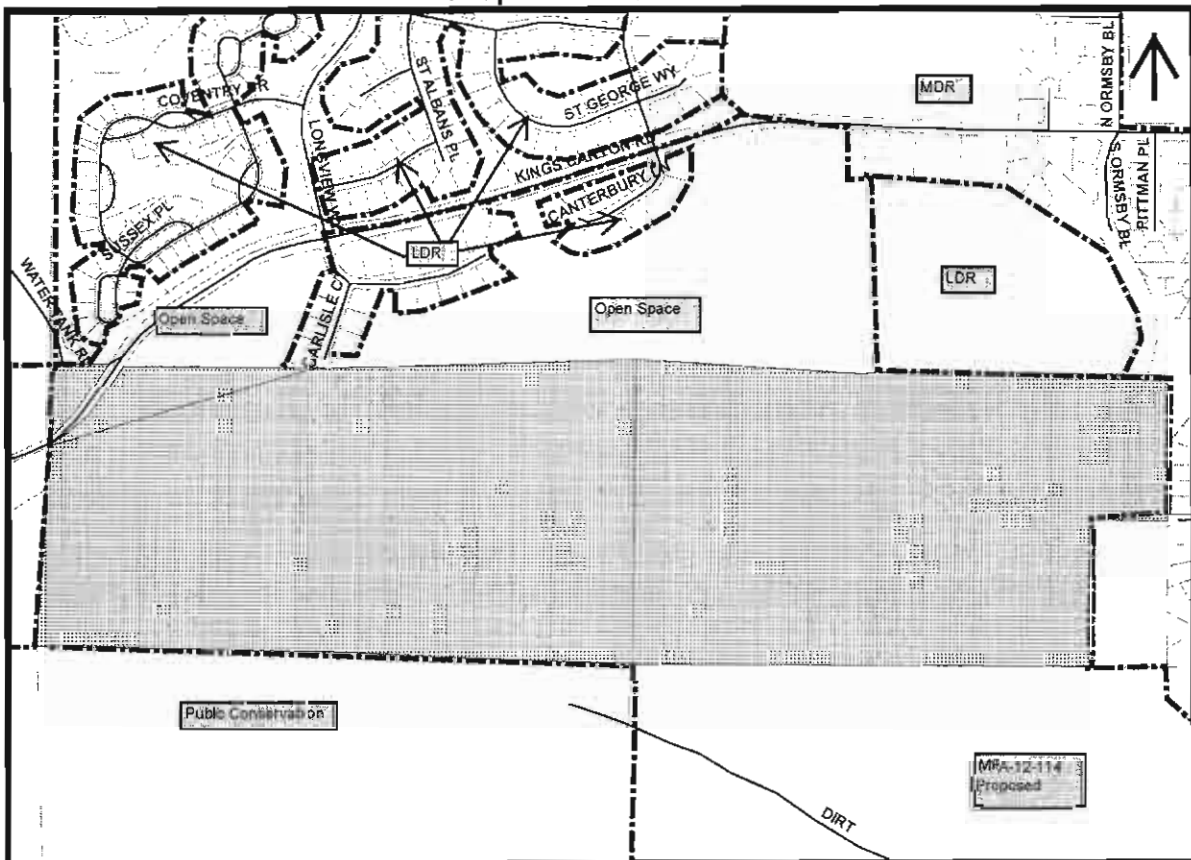 COVENTRY DR
ST ALBANS PL
ST GEORGE WY
MDR
N ORMSBY BL
LONGVIEW
KINGS CANYON RD
CANTERBURY LN
S ORMSBY BL
PITTMAN PL
SUSSEX PL
LDR
LDR
WATER TANK RD
Open Space
Open Space
CARLISLE C
Public Conservation
MPA-12-114
Proposed
DIRT